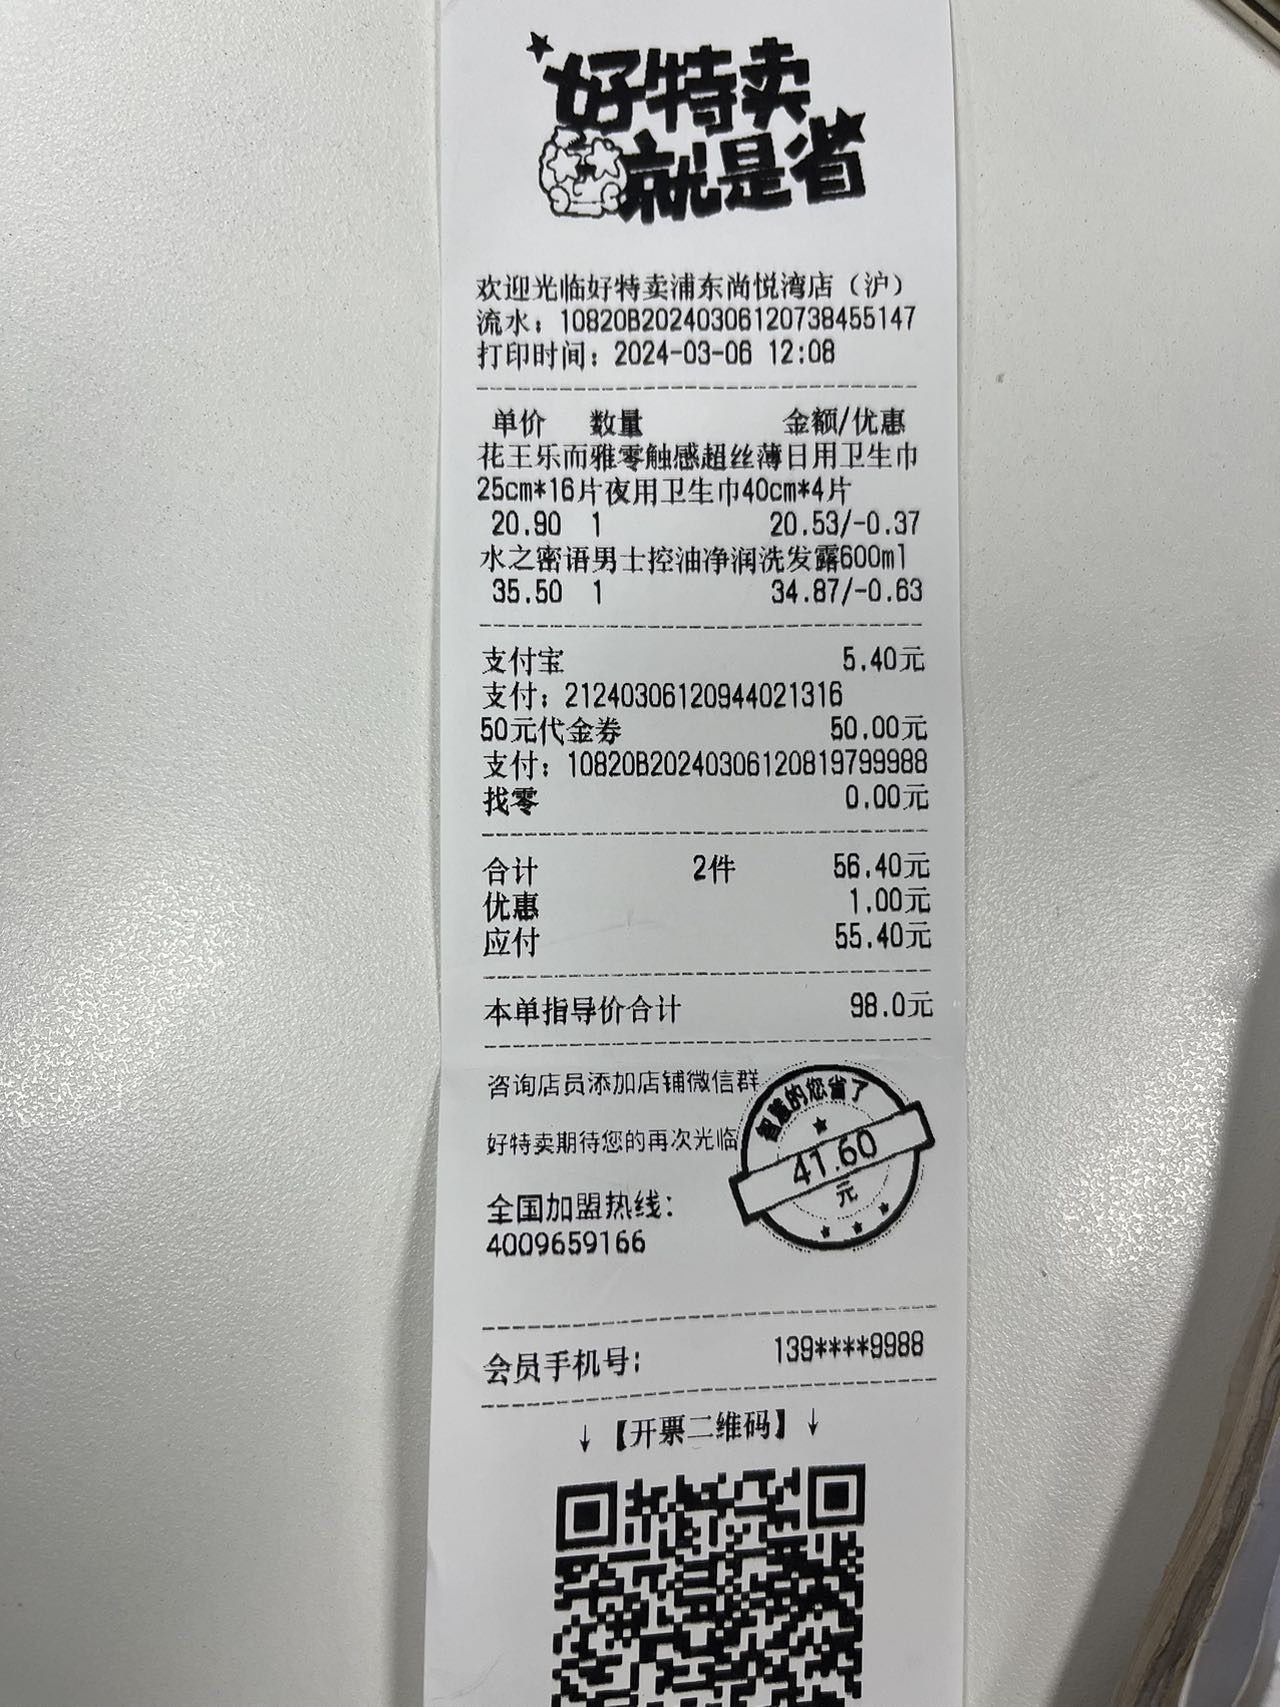 好特卖
就是省
欢迎光临好特卖浦东尚悦湾店（沪）
流水：10820B20240306120738455147
打印时间：2024-03-06 12:08
单价 数量 金额/优惠
花王乐而雅零触感超丝薄日用卫生巾
25cm*16片夜用卫生巾40cm*4片
20.90 1 20.53/-0.37
水之密语男士控油净润洗发露600ml
35.50 1 34.87/-0.63
支付宝 5.40元
支付：21240306120944021316
50元代金券 50.00元
支付：10820B20240306120819799988
找零 0.00元
合计 2件 56.40元
优惠 1.00元
应付 55.40元
本单指导价合计 98.0元
咨询店员添加店铺微信群
好特卖期待您的再次光临
智慧的您省了
41.60
元
全国加盟热线：
4009659166
会员手机号： 139****9988
↓【开票二维码】↓